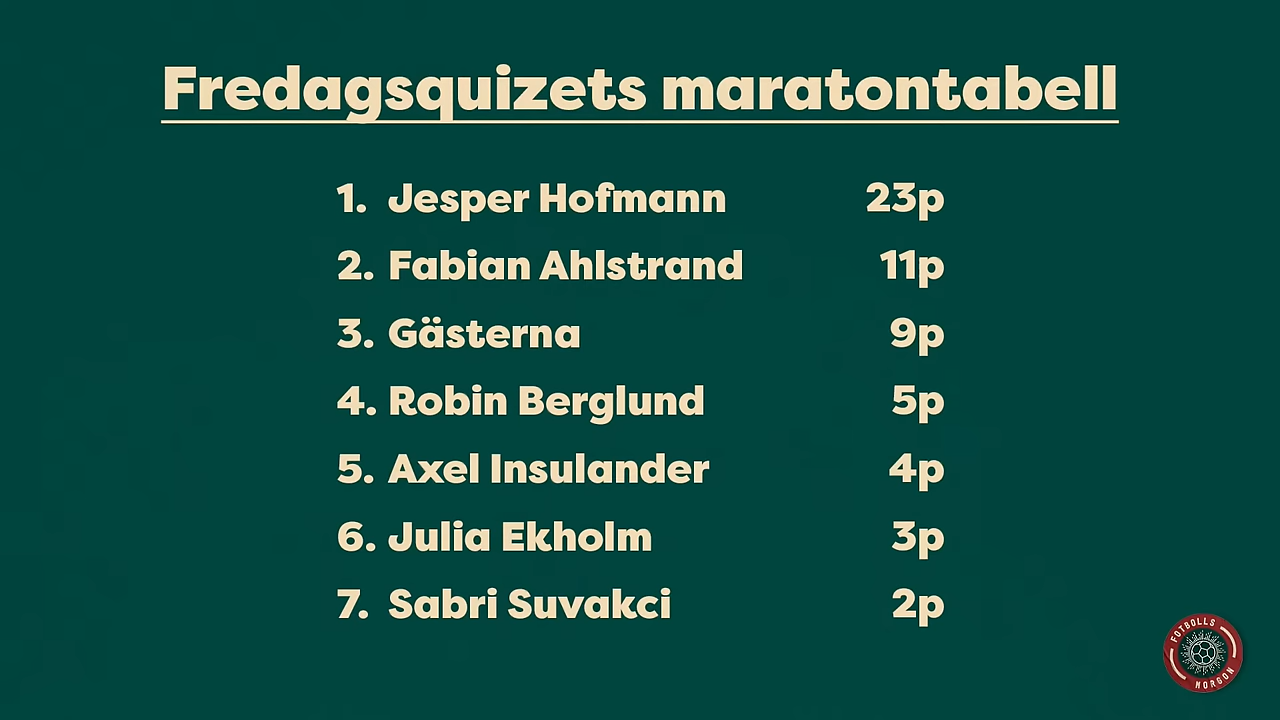 Fredagsquizets maratontabell
1. Jesper Hofmann 23p
2. Fabian Ahlstrand 11p
3. Gästerna 9p
4. Robin Berglund 5p
5. Axel Insulander 4p
6. Julia Ekholm 3p
7. Sabri Suvakci 2p
FOTBOLLS
MORGON